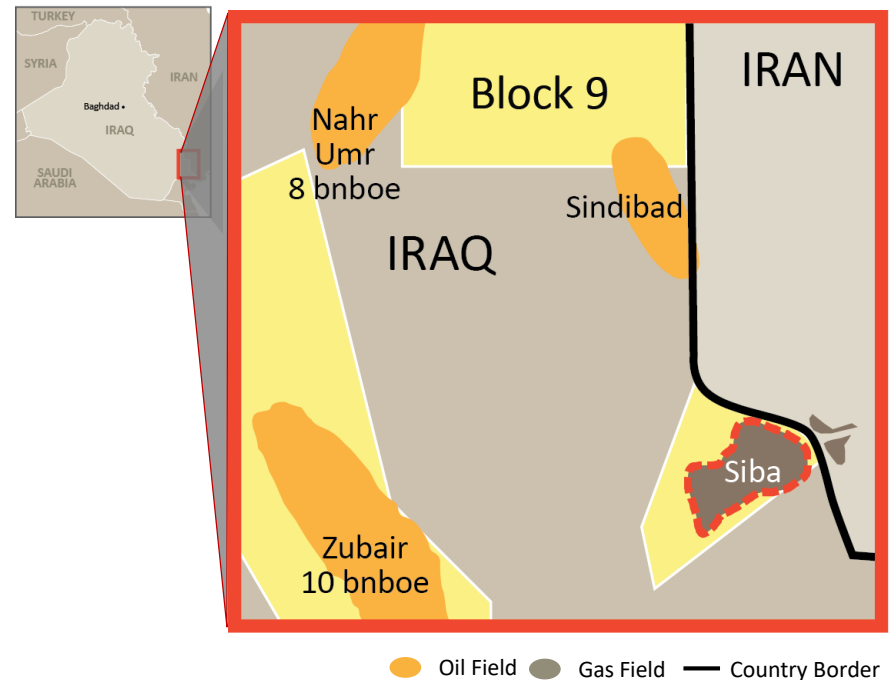 TURKEY
SYRIA
IRAN
Baghdad
IRAQ
SAUDI
ARABIA
IRAN
Block 9
Nahr
Umr
8 bnboe
Sindibad
IRAQ
Siba
Zubair
10 bnboe
Oil Field
Gas Field
Country Border